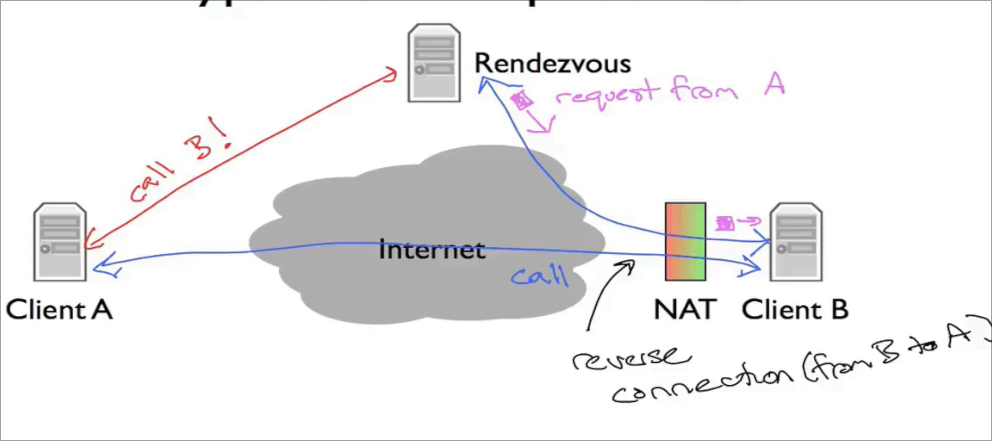 Rendezvous
request from A
call B!
Internet
call
Client A
NAT
Client B
reverse
connection (from B to A)